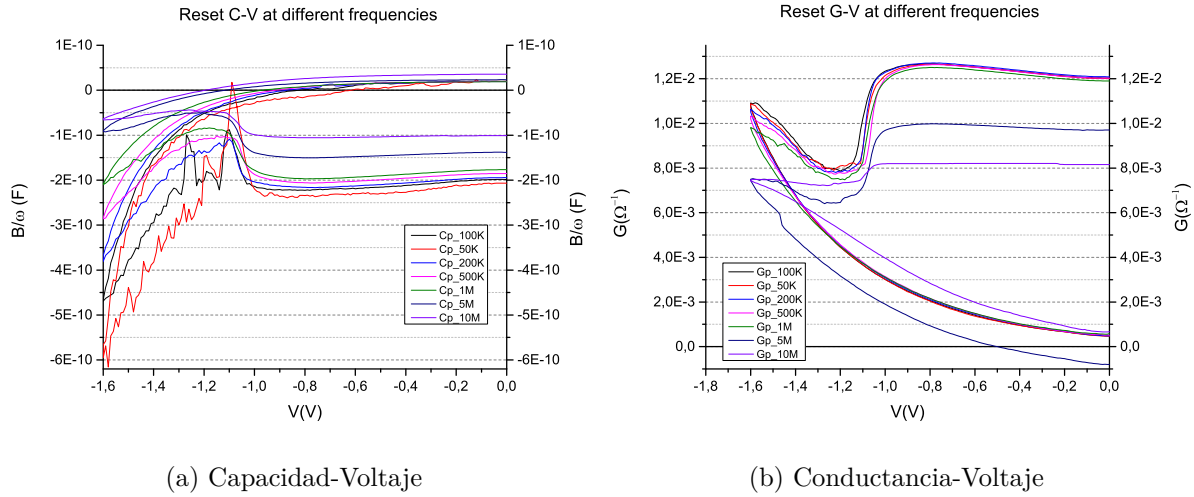 Reset C-V at different frequencies
1E-10
0
-1E-10
-2E-10
-3E-10
-4E-10
-5E-10
-6E-10
B/ω (F)
1E-10
0
-1E-10
-2E-10
-3E-10
-4E-10
-5E-10
-6E-10
B/ω (F)
Cp_100K
Cp_50K
Cp_200K
Cp_500K
Cp_1M
Cp_5M
Cp_10M
-1,6 -1,4 -1,2 -1,0 -0,8 -0,6 -0,4 -0,2 0,0
V(V)
(a) Capacidad-Voltaje
Reset G-V at different frequencies
1,2E-2
1,0E-2
8,0E-3
6,0E-3
4,0E-3
2,0E-3
0,0
G(Ω⁻¹)
1,2E-2
1,0E-2
8,0E-3
6,0E-3
4,0E-3
2,0E-3
0,0
G(Ω⁻¹)
Gp_100K
Gp_50K
Gp_200K
Gp_500K
Gp_1M
Gp_5M
Gp_10M
-1,8 -1,6 -1,4 -1,2 -1,0 -0,8 -0,6 -0,4 -0,2 0,0
V(V)
(b) Conductancia-Voltaje